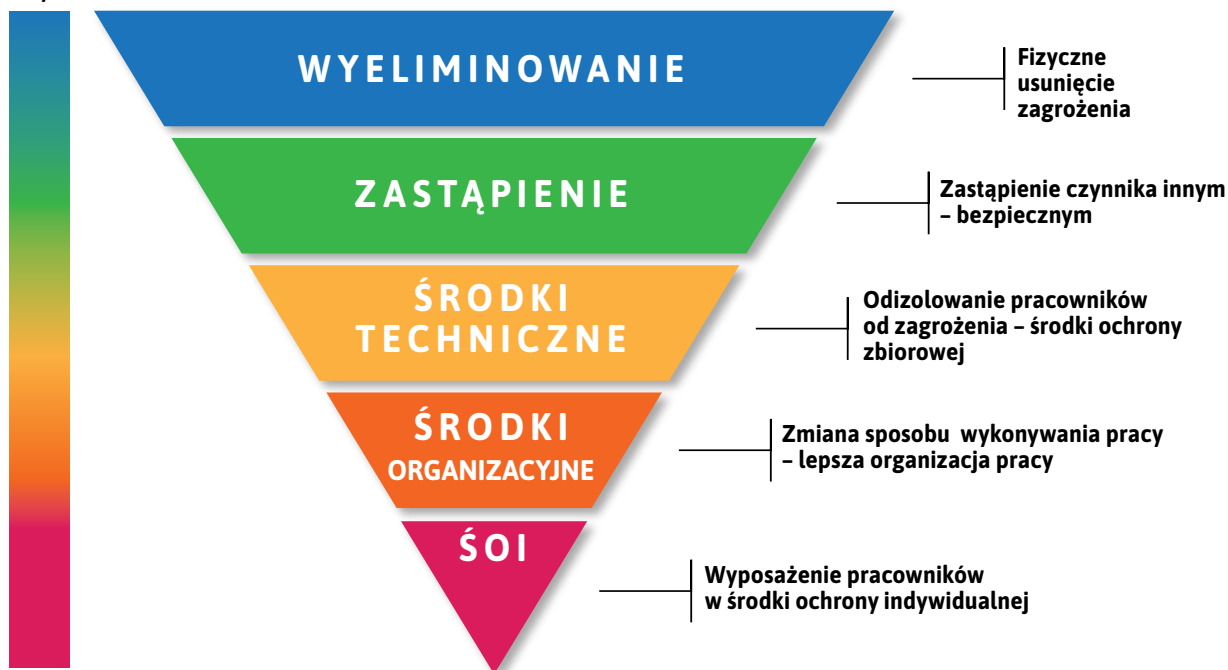 WYELIMINOWANIE
Fizyczne
usunięcie
zagrożenia
ZASTĄPIENIE
Zastąpienie czynnika innym
– bezpiecznym
ŚRODKI
TECHNICZNE
Odizolowanie pracowników
od zagrożenia – środki ochrony
zbiorowej
ŚRODKI
ORGANIZACYJNE
Zmiana sposobu wykonywania pracy
– lepsza organizacja pracy
ŚOI
Wyposażenie pracowników
w środki ochrony indywidualnej